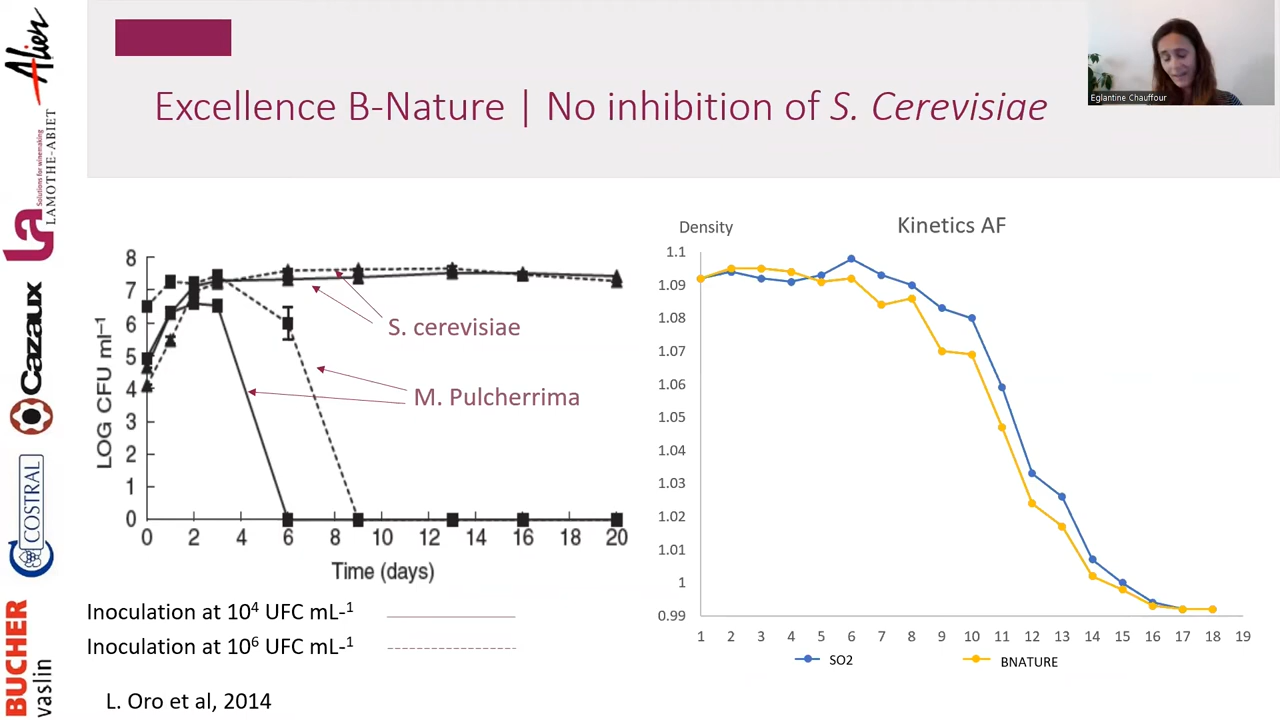 Alien
Solutions for winemaking
LAMOTHE-ABIET
La
Cazaux
COSTRAL
BUCHER
vaslin
Excellence B-Nature | No inhibition of S. Cerevisiae
Eglantine Chauffour
LOG CFU ml–1
8
7
6
5
4
3
2
1
0
0 2 4 6 8 10 12 14 16 18 20
Time (days)
S. cerevisiae
M. Pulcherrima
Inoculation at 10⁴ UFC mL-¹
Inoculation at 10⁶ UFC mL-¹
L. Oro et al, 2014
Density
Kinetics AF
1.1
1.09
1.08
1.07
1.06
1.05
1.04
1.03
1.02
1.01
1
0.99
1 2 3 4 5 6 7 8 9 10 11 12 13 14 15 16 17 18 19
SO2 BNATURE